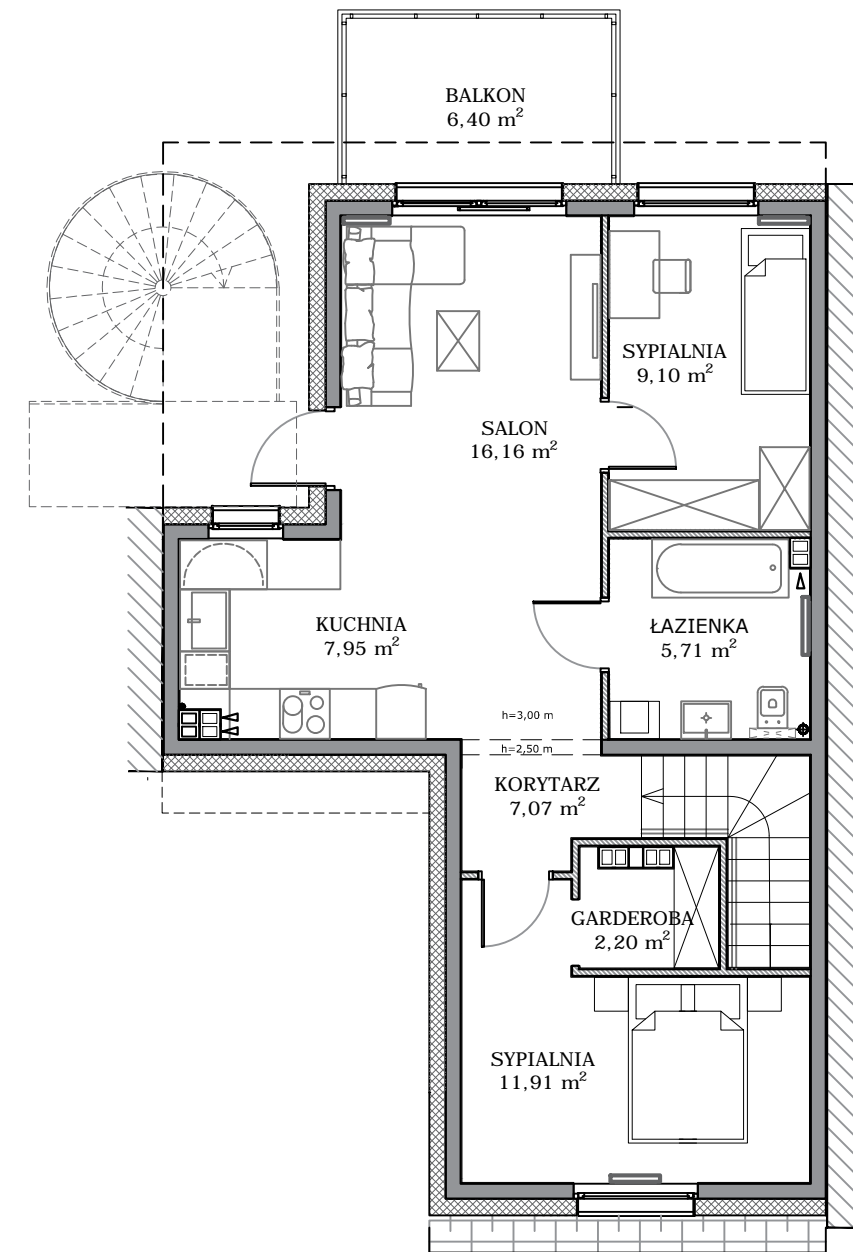 BALKON
6,40 m²
SYPIALNIA
9,10 m²
SALON
16,16 m²
KUCHNIA
7,95 m²
ŁAZIENKA
5,71 m²
h=3,00 m
h=2,50 m
KORYTARZ
7,07 m²
GARDEROBA
2,20 m²
SYPIALNIA
11,91 m²